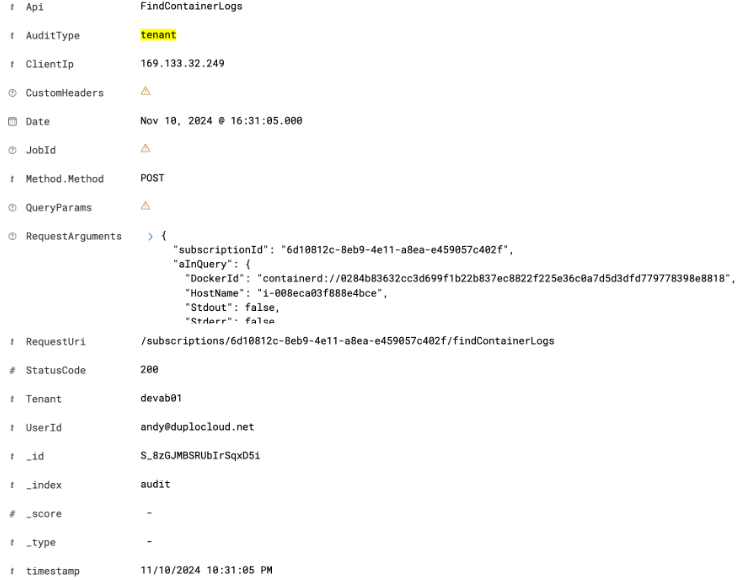 t Api FindContainerLogs
t AuditType tenant
t ClientIp 169.133.32.249
CustomHeaders
Date Nov 10, 2024 @ 16:31:05.000
JobId
t Method.Method POST
QueryParams
RequestArguments {
"subscriptionId": "6d10812c-8eb9-4e11-a8ea-e459057c402f",
"aInQuery": {
"DockerId": "containerd://0284b83632cc3d699f1b22b837ec8822f225e36c0a7d5d3dfd779778398e8818",
"HostName": "i-008eca03f888e4bce",
"Stdout": false,
"Stderr": false
t RequestUri /subscriptions/6d10812c-8eb9-4e11-a8ea-e459057c402f/findContainerLogs
# StatusCode 200
t Tenant devab01
t UserId andy@duplocloud.net
t _id S_8zGJMBSRUbIrSqxD5i
t _index audit
# _score -
t _type -
t timestamp 11/10/2024 10:31:05 PM